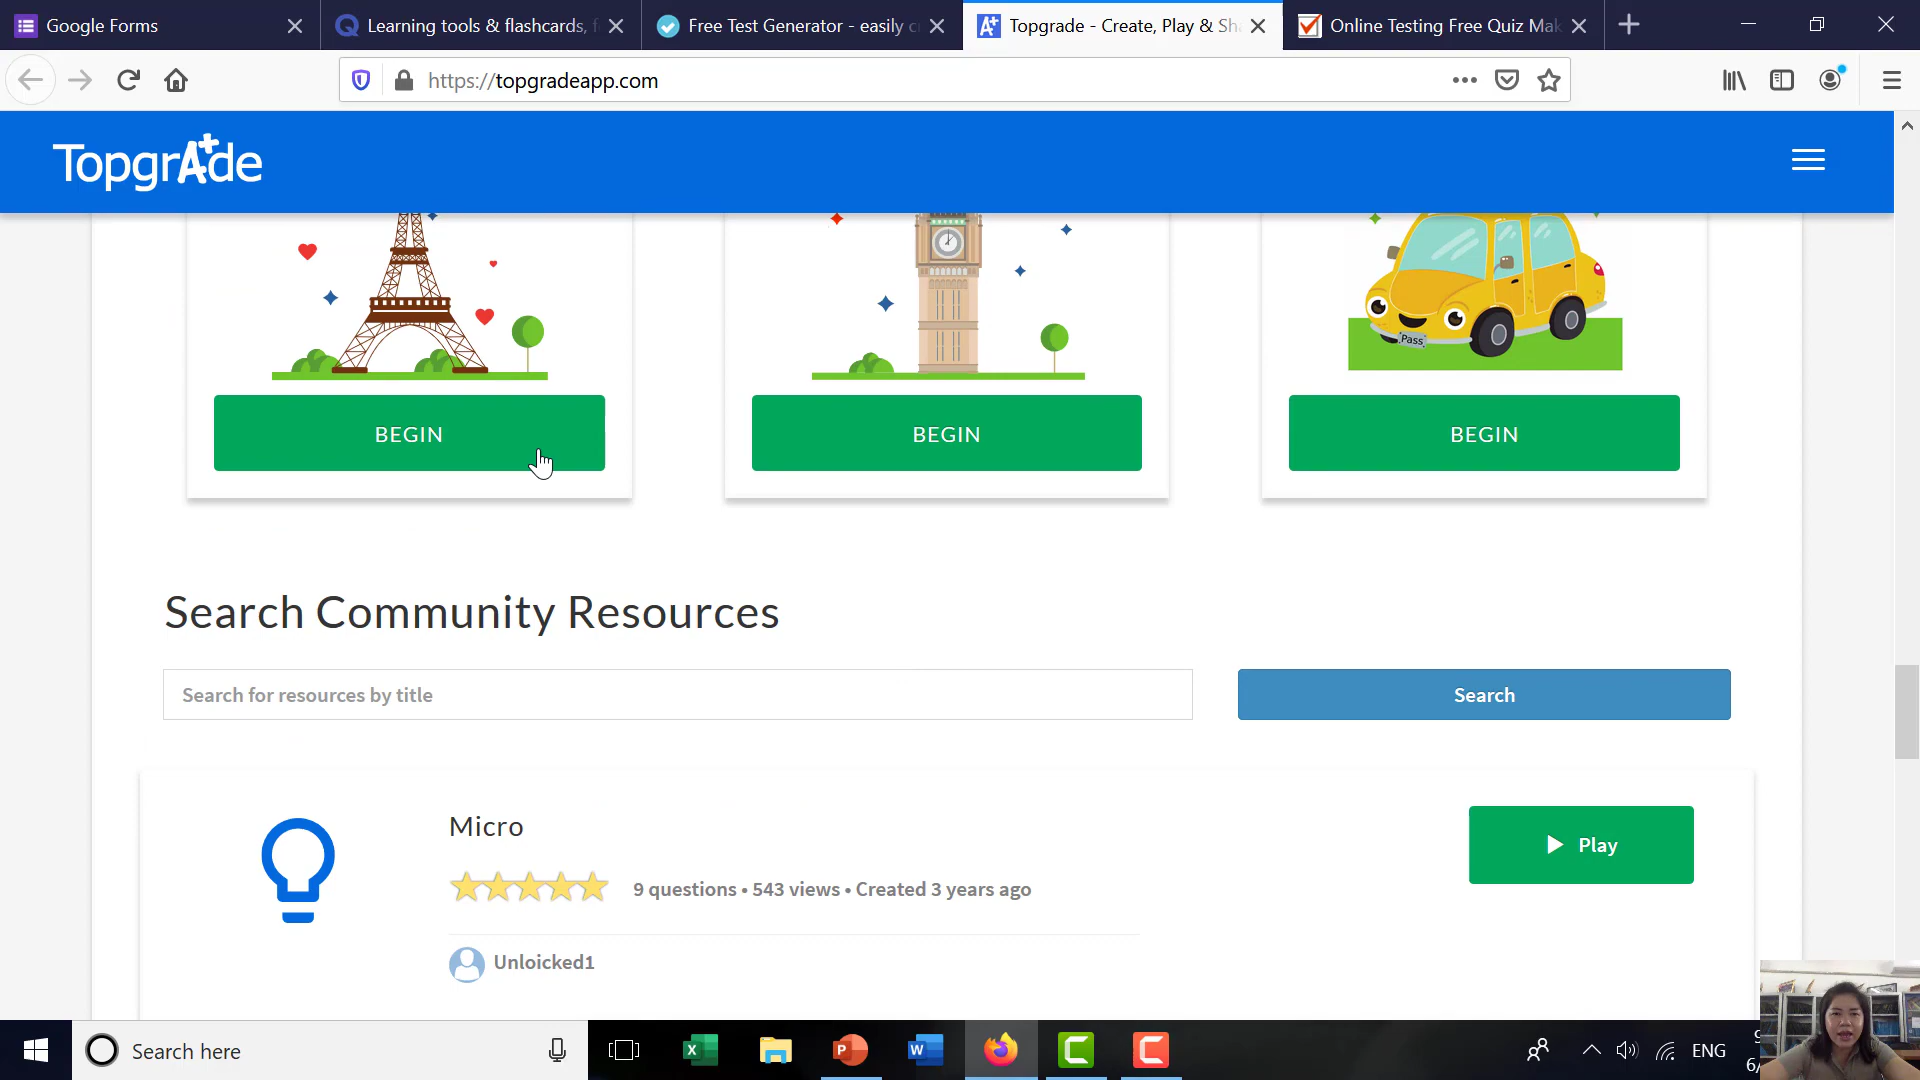 Google Forms
Learning tools & flashcards, f
Free Test Generator - easily c
Topgrade - Create, Play & Sh
Online Testing Free Quiz Mak
https://topgradeapp.com
TopgrAde
Pass
BEGIN
BEGIN
BEGIN
Search Community Resources
Search for resources by title
Search
Micro
Play
9 questions • 543 views • Created 3 years ago
Unloicked1
Search here
ENG